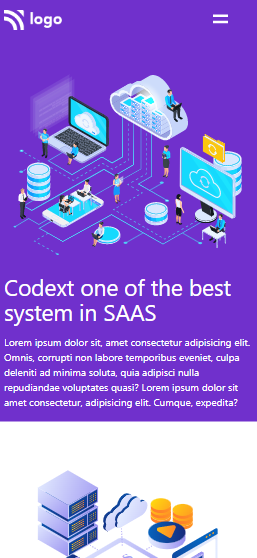 logo
Codext one of the best
system in SAAS
Lorem ipsum dolor sit, amet consectetur adipisicing elit.
Omnis, corrupti non labore temporibus eveniet, culpa
deleniti ad minima soluta, quia adipisci nulla
repudiandae voluptates quasi? Lorem ipsum dolor sit
amet consectetur, adipisicing elit. Cumque, expedita?